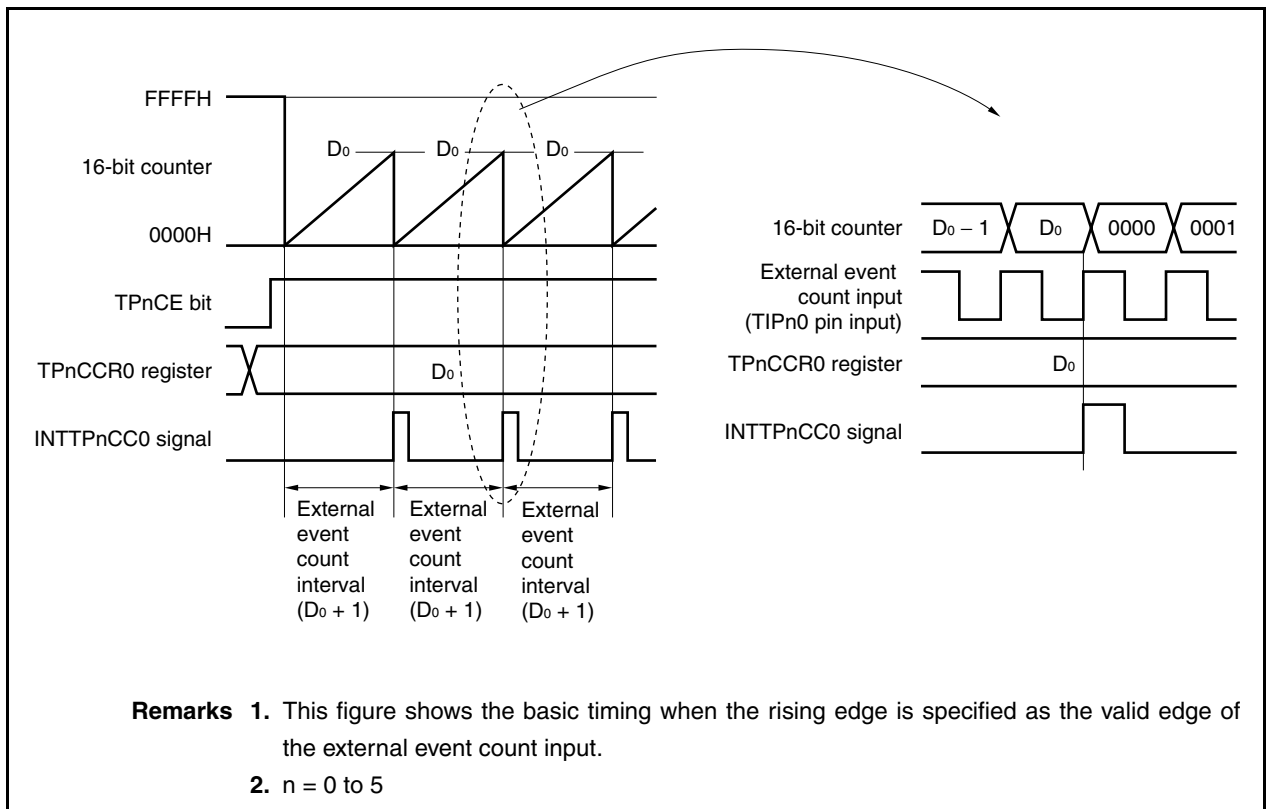 FFFFH
16-bit counter
0000H
D0
D0
D0
TPnCE bit
TPnCCR0 register
D0
INTTPnCC0 signal
External
event
count
interval
(D0 + 1)
External
event
count
interval
(D0 + 1)
External
event
count
interval
(D0 + 1)
16-bit counter
D0 – 1
D0
0000
0001
External event
count input
(TIPn0 pin input)
TPnCCR0 register
D0
INTTPnCC0 signal
Remarks 1. This figure shows the basic timing when the rising edge is specified as the valid edge of
the external event count input.
2. n = 0 to 5